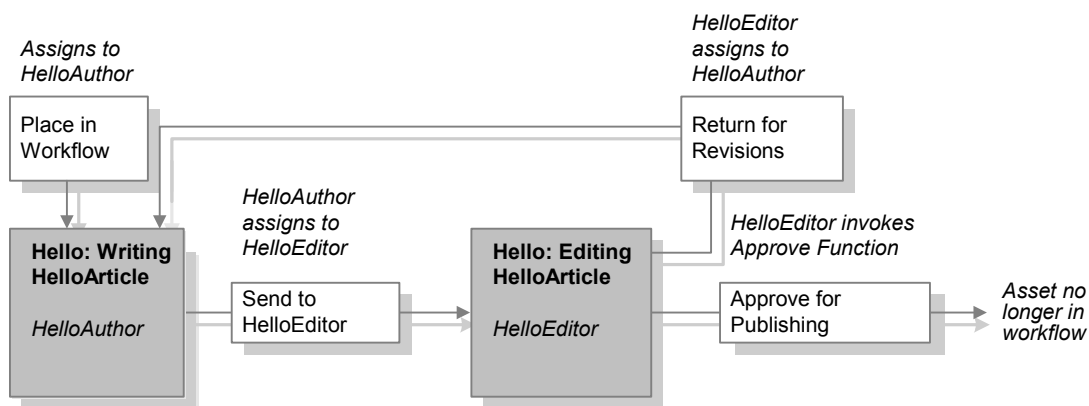 Assigns to
HelloAuthor
Place in
Workflow
HelloEditor
assigns to
HelloAuthor
Return for
Revisions
HelloAuthor
assigns to
HelloEditor
HelloEditor invokes
Approve Function
Hello: Writing
HelloArticle
HelloAuthor
Send to
HelloEditor
Hello: Editing
HelloArticle
HelloEditor
Approve for
Publishing
Asset no
longer in
workflow